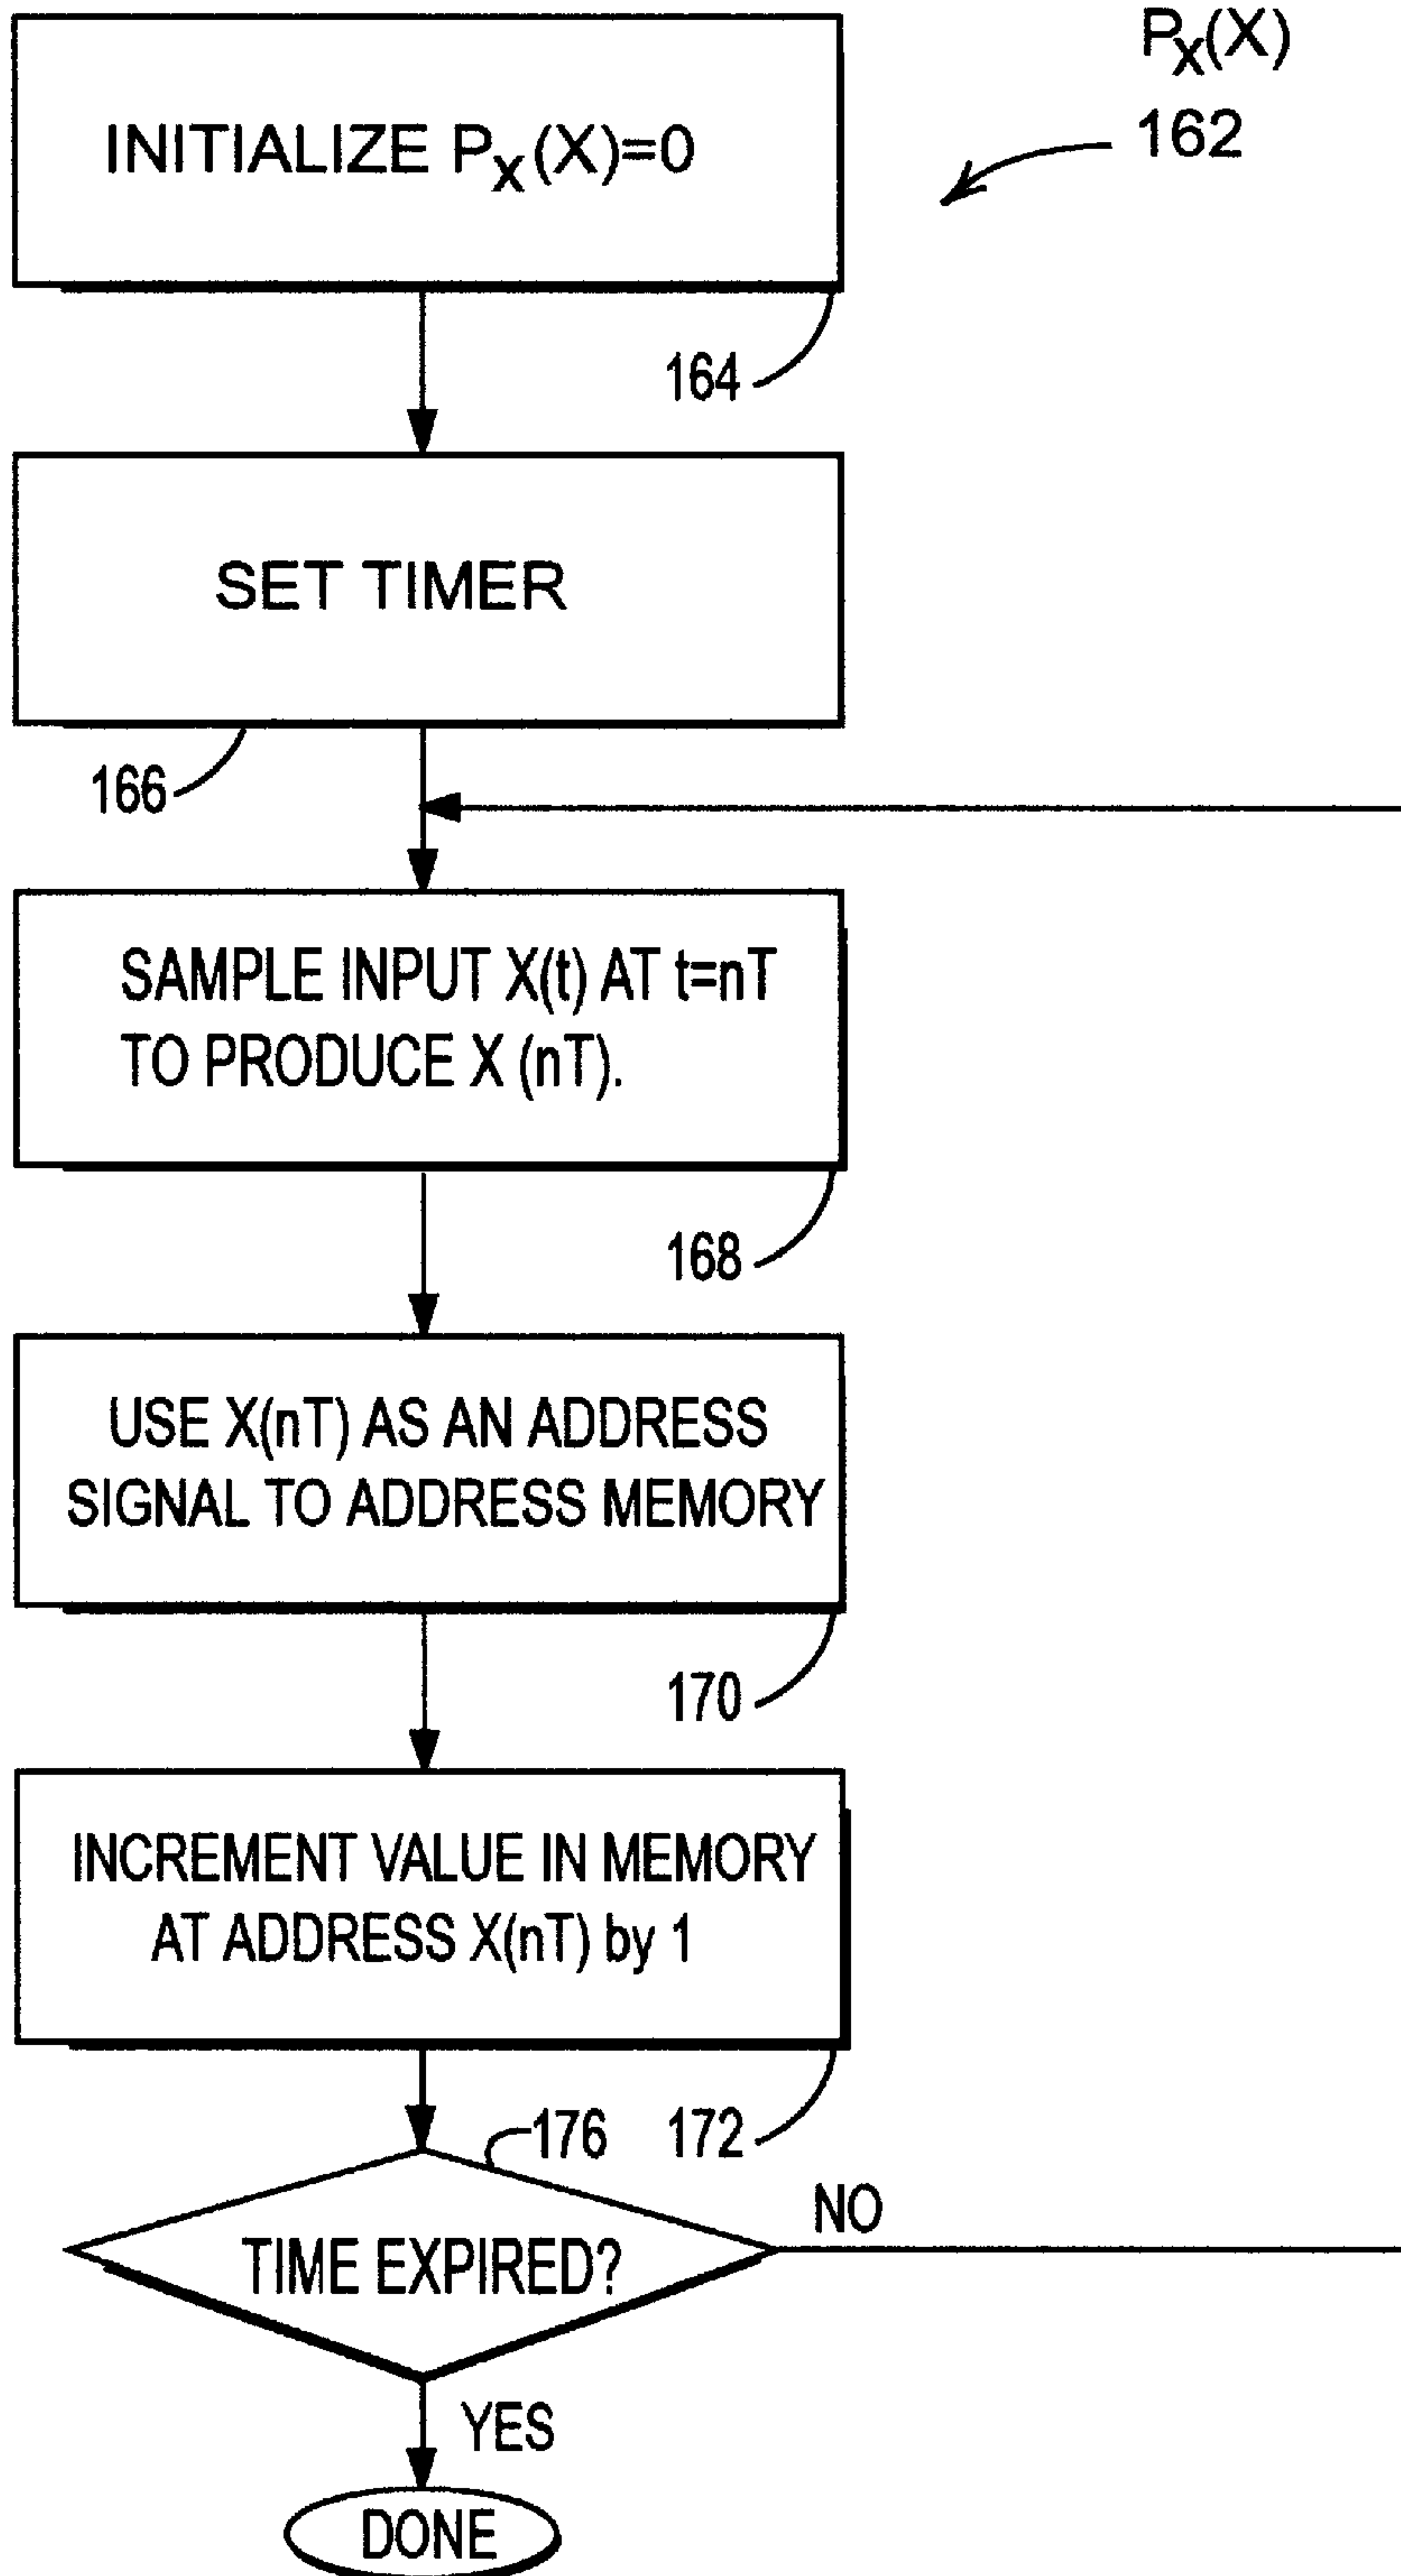 P_X(X)
162
INITIALIZE P_X(X)=0
164
SET TIMER
166
SAMPLE INPUT X(t) AT t=nT
TO PRODUCE X (nT).
168
USE X(nT) AS AN ADDRESS
SIGNAL TO ADDRESS MEMORY
170
INCREMENT VALUE IN MEMORY
AT ADDRESS X(nT) by 1
172
176
TIME EXPIRED?
NO
YES
DONE